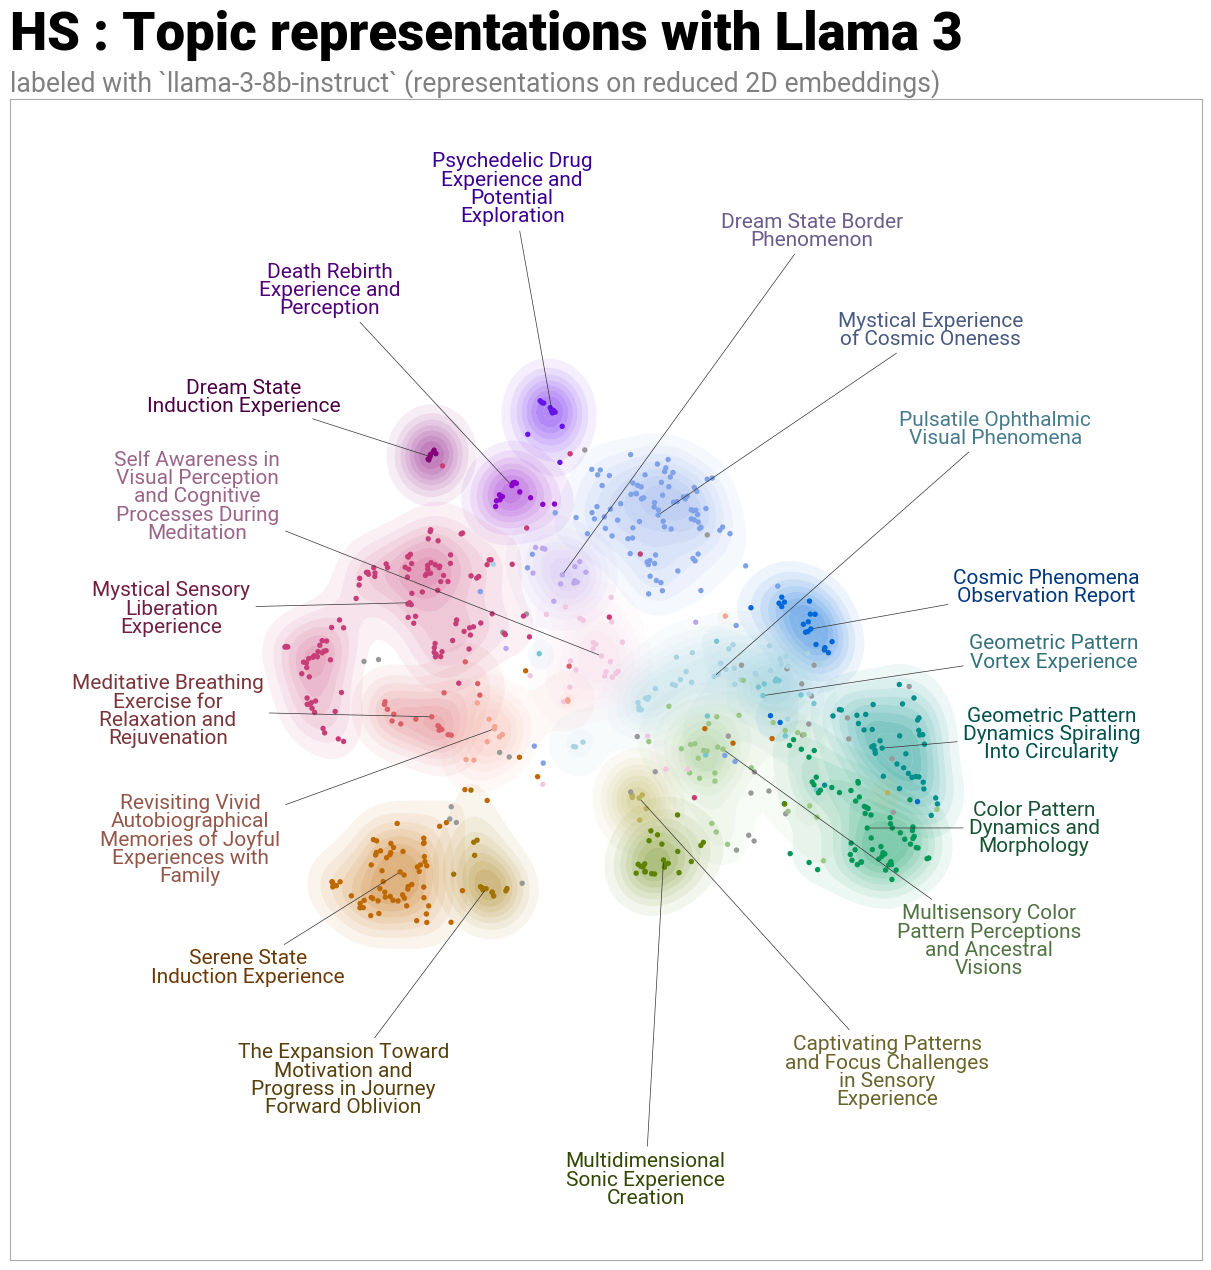 HS : Topic representations with Llama 3
labeled with `llama-3-8b-instruct` (representations on reduced 2D embeddings)
Psychedelic Drug
Experience and
Potential
Exploration
Dream State Border
Phenomenon
Death Rebirth
Experience and
Perception
Mystical Experience
of Cosmic Oneness
Dream State
Induction Experience
Pulsatile Ophthalmic
Visual Phenomena
Self Awareness in
Visual Perception
and Cognitive
Processes During
Meditation
Cosmic Phenomena
Observation Report
Mystical Sensory
Liberation
Experience
Geometric Pattern
Vortex Experience
Meditative Breathing
Exercise for
Relaxation and
Rejuvenation
Geometric Pattern
Dynamics Spiraling
Into Circularity
Revisiting Vivid
Autobiographical
Memories of Joyful
Experiences with
Family
Color Pattern
Dynamics and
Morphology
Multisensory Color
Pattern Perceptions
and Ancestral
Visions
Serene State
Induction Experience
Captivating Patterns
and Focus Challenges
in Sensory
Experience
The Expansion Toward
Motivation and
Progress in Journey
Forward Oblivion
Multidimensional
Sonic Experience
Creation